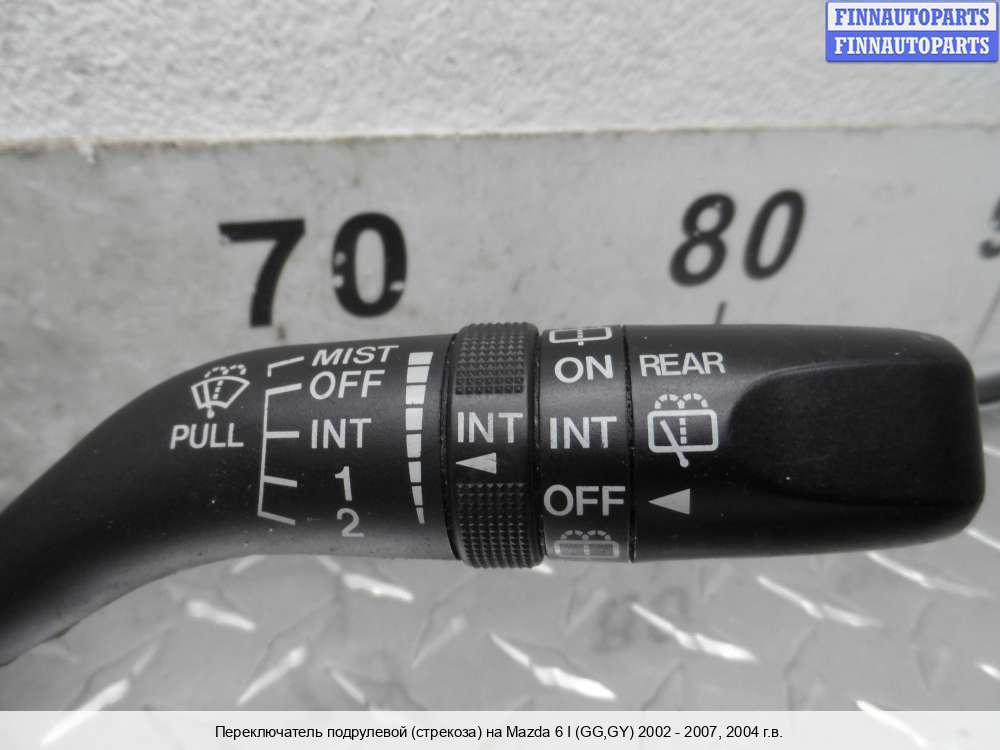 FINNAUTOPARTS
FINNAUTOPARTS
70
80
MIST
OFF
INT
1
2
PULL
INT
ON
INT
OFF
REAR
Переключатель подрулевой (стрекоза) на Mazda 6 I (GG,GY) 2002 - 2007, 2004 г.в.